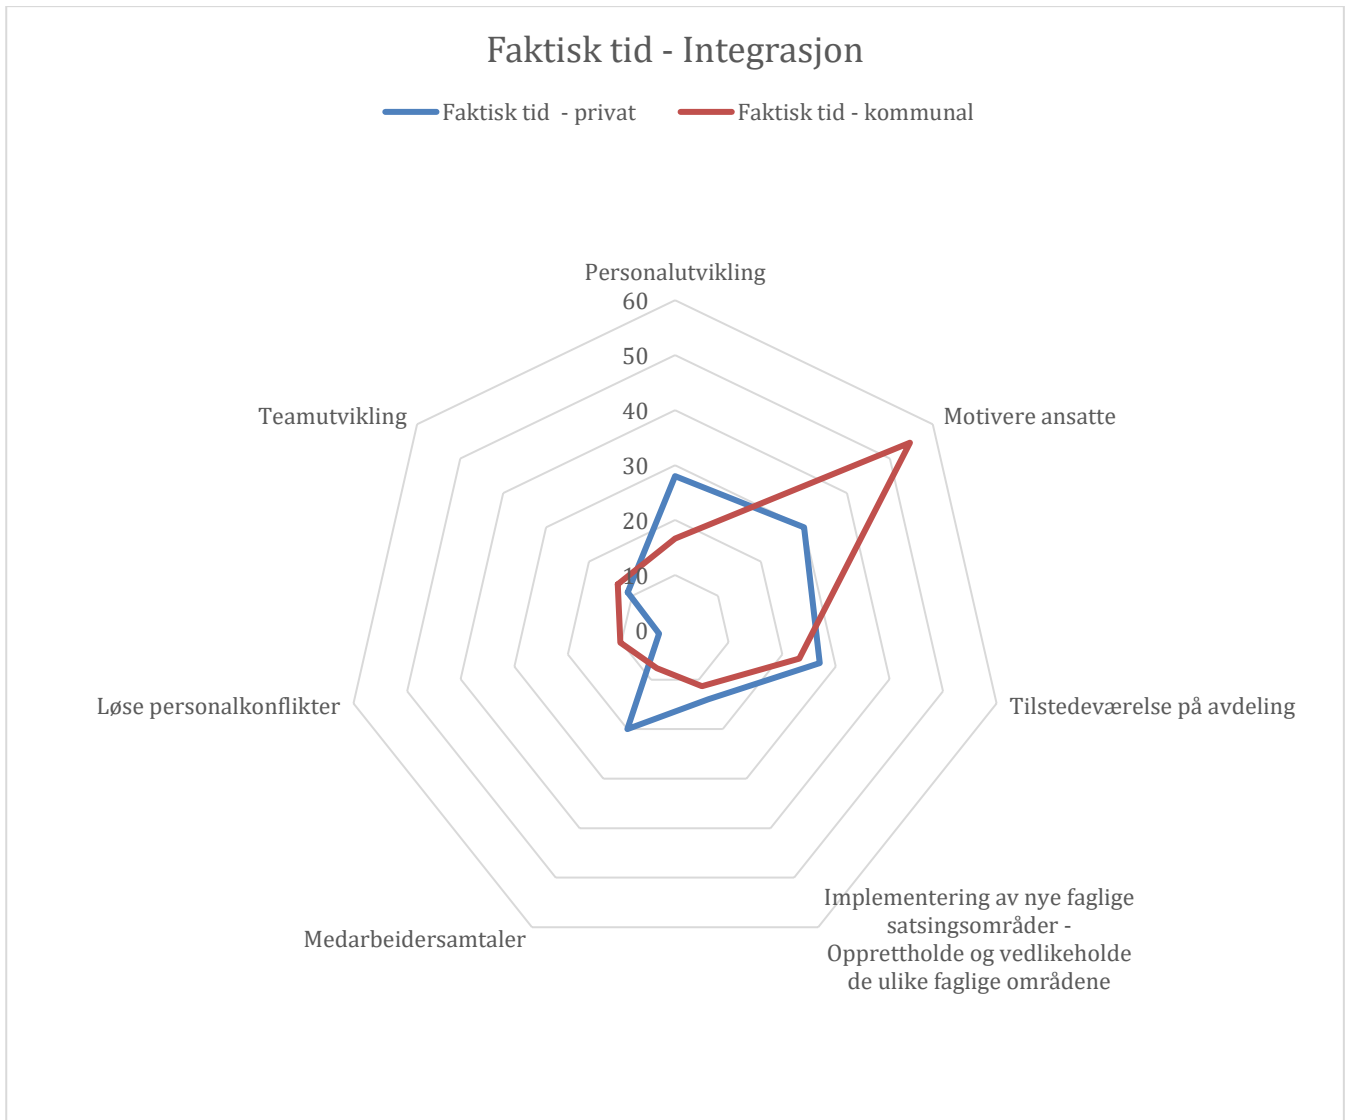 Faktisk tid - Integrasjon
Faktisk tid  - privat
Faktisk tid - kommunal
Personalutvikling
60
50
40
30
20
10
0
Motivere ansatte
Tilstedeværelse på avdeling
Implementering av nye faglige
satsingsområder -
Opprettholde og vedlikeholde
de ulike faglige områdene
Medarbeidersamtaler
Løse personalkonflikter
Teamutvikling